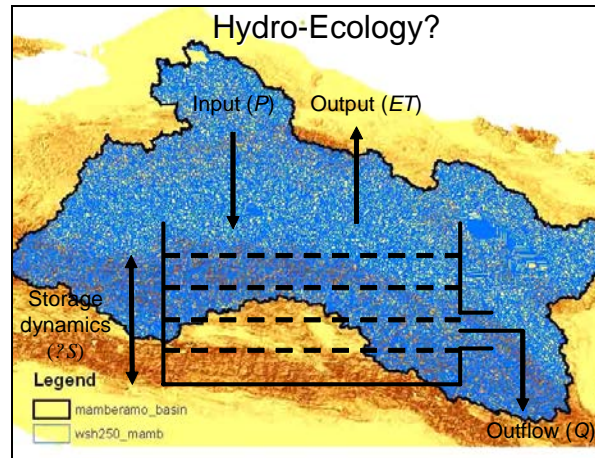 Hydro-Ecology?
Input (P)
Output (ET)
Storage
dynamics
(?S)
Legend
mamberamo_basin
wsh250_mamb
Outflow (Q)